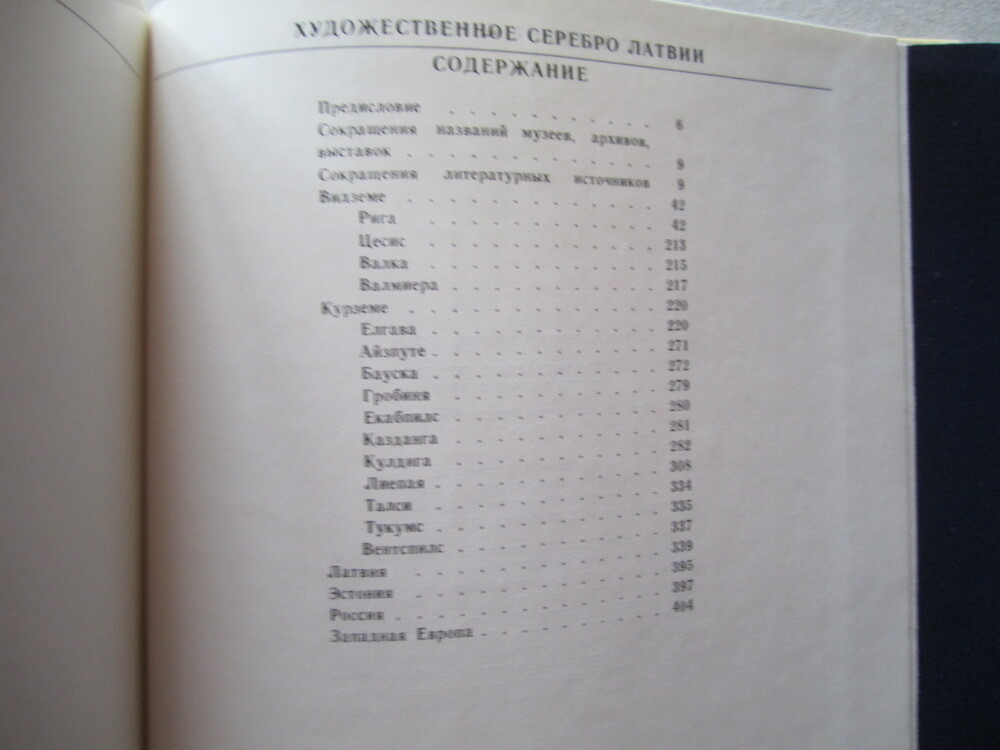 ХУДОЖЕСТВЕННОЕ СЕРЕБРО ЛАТВИИ
СОДЕРЖАНИЕ
Предисловие . . . . . . . . . . . 6
Сокращения названий музеев, архивов,
выставок . . . . . . . . . . . . . 9
Сокращения литературных источников 9
Видземе . . . . . . . . . . . . . 42
Рига . . . . . . . . . . . . 42
Цесис . . . . . . . . . . . 213
Валка . . . . . . . . . . . 215
Валмиера . . . . . . . . . . 217
Курземе . . . . . . . . . . . . . 220
Елгава . . . . . . . . . . . 220
Айзпуте . . . . . . . . . . . 271
Бауска . . . . . . . . . . . 272
Гробиня . . . . . . . . . . 279
Екабпилс . . . . . . . . . . 280
Казданга . . . . . . . . . . 281
Кулдига . . . . . . . . . . 282
Лиепая . . . . . . . . . . . 308
Талси . . . . . . . . . . . 334
Тукумс . . . . . . . . . . . 335
Вентспилс . . . . . . . . . . 337
Латвия . . . . . . . . . . . . 339
Эстония . . . . . . . . . . . . 395
Россия . . . . . . . . . . . . . 397
Западная Европа . . . . . . . . . 404